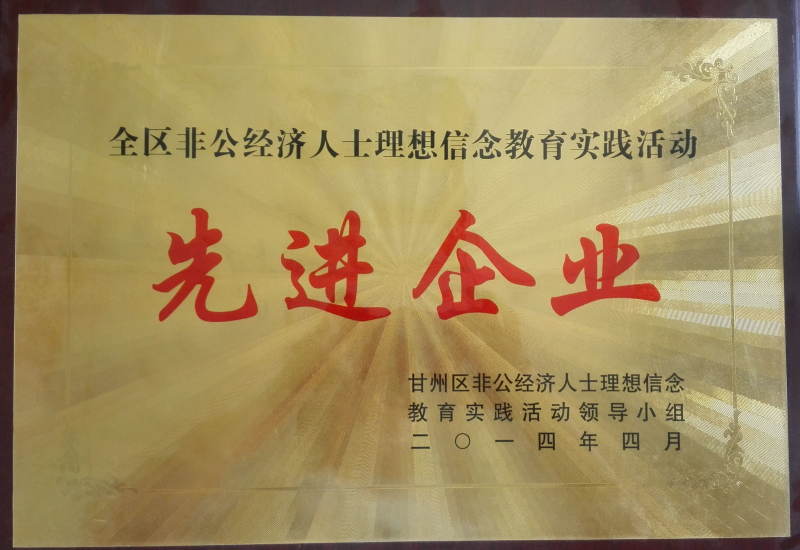 全区非公经济人士理想信念教育实践活动
先进企业
甘州区非公经济人士理想信念
教育实践活动领导小组
二〇一四年四月